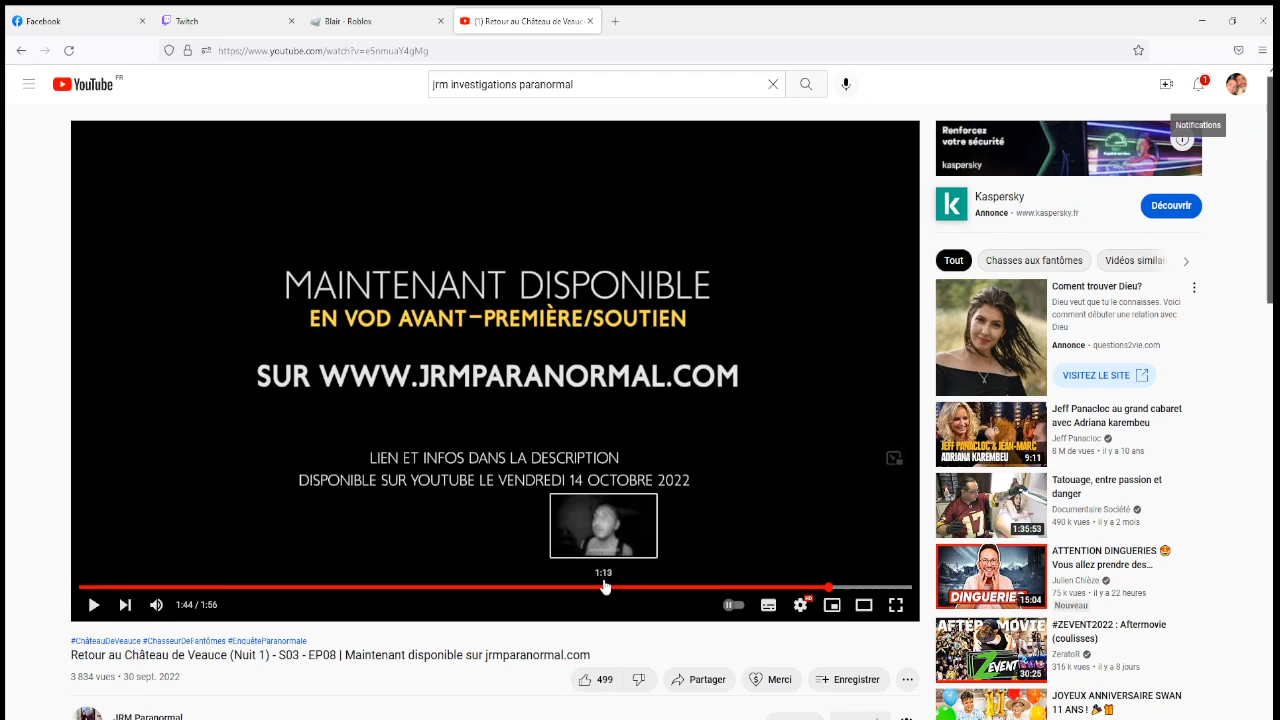 Facebook
Twitch
Blair - Roblox
(1) Retour au Château de Veauce
https://www.youtube.com/watch?v=e5nmuaY4gMg
YouTube FR
jrm investigations paranormal
1
Notifications
MAINTENANT DISPONIBLE
EN VOD AVANT-PREMIÈRE/SOUTIEN
SUR WWW.JRMPARANORMAL.COM
LIEN ET INFOS DANS LA DESCRIPTION
DISPONIBLE SUR YOUTUBE LE VENDREDI 14 OCTOBRE 2022
1:13
1:44 / 1:56
HD
#ChâteauDeVeauce #ChasseurDeFantômes #EnquêteParanormale
Retour au Château de Veauce (Nuit 1) - S03 - EP08 | Maintenant disponible sur jrmparanormal.com
3 834 vues • 30 sept. 2022
499
Partager
Merci
Enregistrer
JRM Paranormal
Renforcez
votre sécurité
kaspersky
k
Kaspersky
Annonce • www.kaspersky.fr
Découvrir
Tout
Chasses aux fantômes
Vidéos similai
Coment trouver Dieu?
Dieu veut que tu le connaisses. Voici
comment débuter une relation avec
Dieu
Annonce • questions2vie.com
VISITEZ LE SITE
JEFF PANACLOC & JEAN-MARC
ADRIANA KAREMBEU
9:11
Jeff Panacloc au grand cabaret
avec Adriana karembeu
Jeff Panacloc
8 M de vues • il y a 10 ans
17
1:35:53
Tatouage, entre passion et
danger
Documentaire Société
490 k vues • il y a 2 mois
DINGUERIES
15:04
ATTENTION DINGUERIES
Vous allez prendre des...
Julien Chièze
75 k vues • il y a 22 heures
Nouveau
AFTER MOVIE
ZEVENT
30:25
#ZEVENT2022 : Aftermovie
(coulisses)
ZeratoR
316 k vues • il y a 8 jours
JOYEUX ANNIVERSAIRE SWAN
11 ANS !